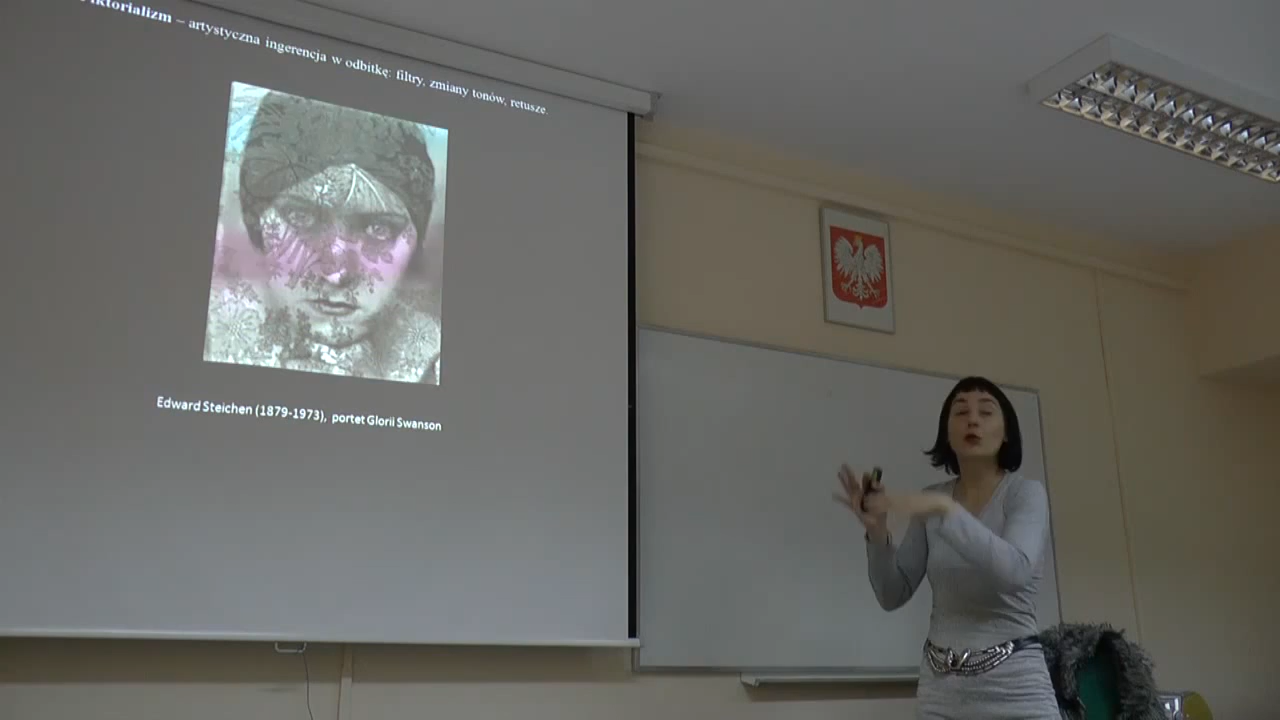 – artystyczna ingerencja w odbitkę: filtry, zmiany tonów, retusze.
Edward Steichen (1879-1973), portet Glorii Swanson